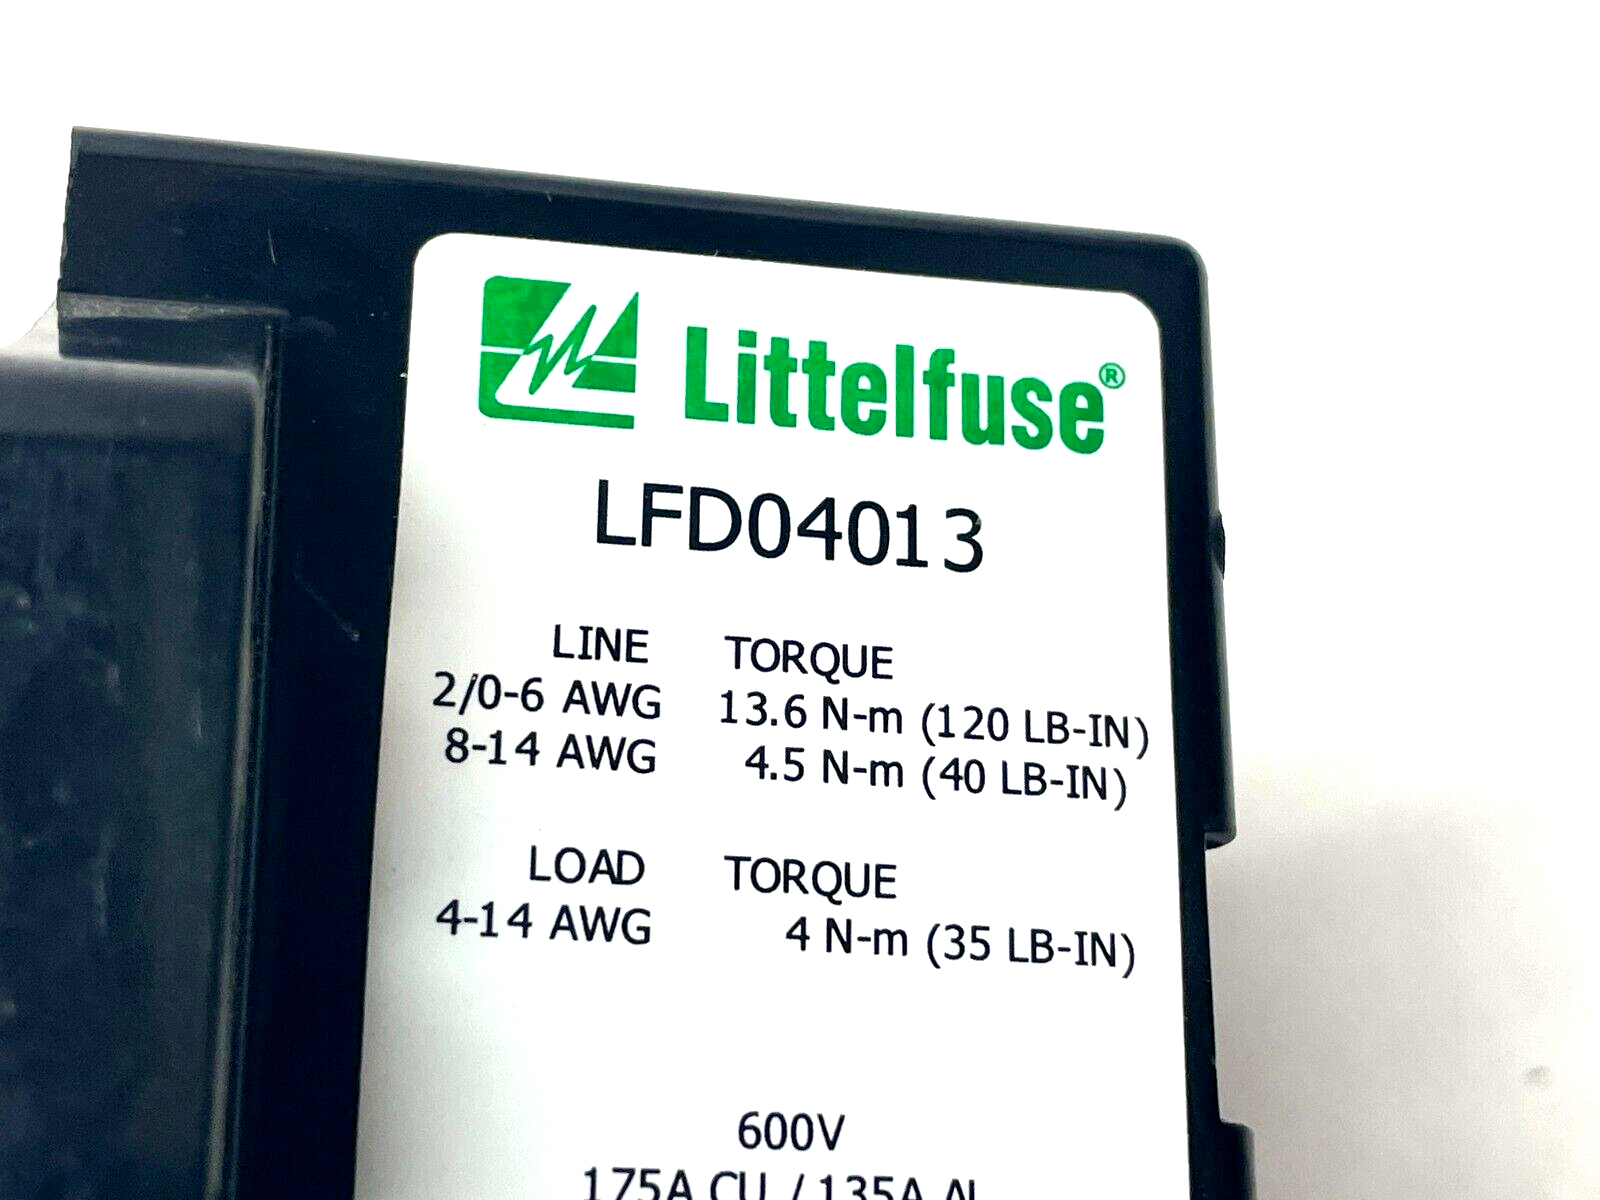 Littelfuse®
LFD04013
LINE TORQUE
2/0-6 AWG 13.6 N-m (120 LB-IN)
8-14 AWG 4.5 N-m (40 LB-IN)
LOAD TORQUE
4-14 AWG 4 N-m (35 LB-IN)
600V
175A CU / 135A AL